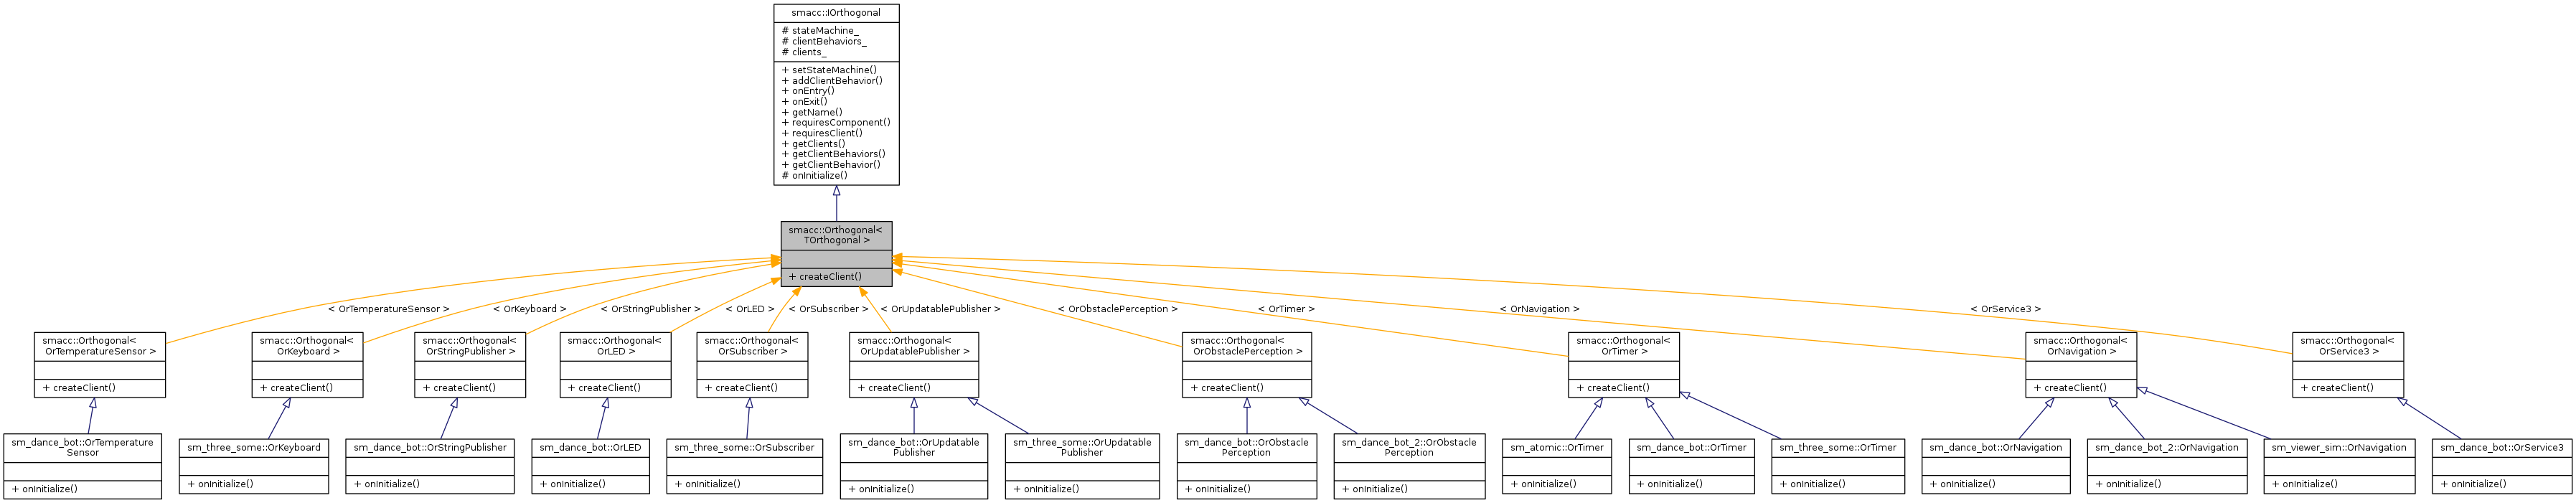 smacc::IOrthogonal
# stateMachine_
# clientBehaviors_
# clients_
+ setStateMachine()
+ addClientBehavior()
+ onEntry()
+ onExit()
+ getName()
+ requiresComponent()
+ requiresClient()
+ getClients()
+ getClientBehaviors()
+ getClientBehavior()
# onInitialize()
smacc::Orthogonal<
TOrthogonal >
+ createClient()
< OrTemperatureSensor >
< OrKeyboard >
< OrStringPublisher >
< OrLED >
< OrSubscriber >
< OrUpdatablePublisher >
< OrObstaclePerception >
< OrTimer >
< OrNavigation >
< OrService3 >
smacc::Orthogonal<
OrTemperatureSensor >
+ createClient()
smacc::Orthogonal<
OrKeyboard >
+ createClient()
smacc::Orthogonal<
OrStringPublisher >
+ createClient()
smacc::Orthogonal<
OrLED >
+ createClient()
smacc::Orthogonal<
OrSubscriber >
+ createClient()
smacc::Orthogonal<
OrUpdatablePublisher >
+ createClient()
smacc::Orthogonal<
OrObstaclePerception >
+ createClient()
smacc::Orthogonal<
OrTimer >
+ createClient()
smacc::Orthogonal<
OrNavigation >
+ createClient()
smacc::Orthogonal<
OrService3 >
+ createClient()
sm_dance_bot::OrTemperature
Sensor
+ onInitialize()
sm_three_some::OrKeyboard
+ onInitialize()
sm_dance_bot::OrStringPublisher
+ onInitialize()
sm_dance_bot::OrLED
+ onInitialize()
sm_three_some::OrSubscriber
+ onInitialize()
sm_dance_bot::OrUpdatable
Publisher
+ onInitialize()
sm_three_some::OrUpdatable
Publisher
+ onInitialize()
sm_dance_bot::OrObstacle
Perception
+ onInitialize()
sm_dance_bot_2::OrObstacle
Perception
+ onInitialize()
sm_atomic::OrTimer
+ onInitialize()
sm_dance_bot::OrTimer
+ onInitialize()
sm_three_some::OrTimer
+ onInitialize()
sm_dance_bot::OrNavigation
+ onInitialize()
sm_dance_bot_2::OrNavigation
+ onInitialize()
sm_viewer_sim::OrNavigation
+ onInitialize()
sm_dance_bot::OrService3
+ onInitialize()